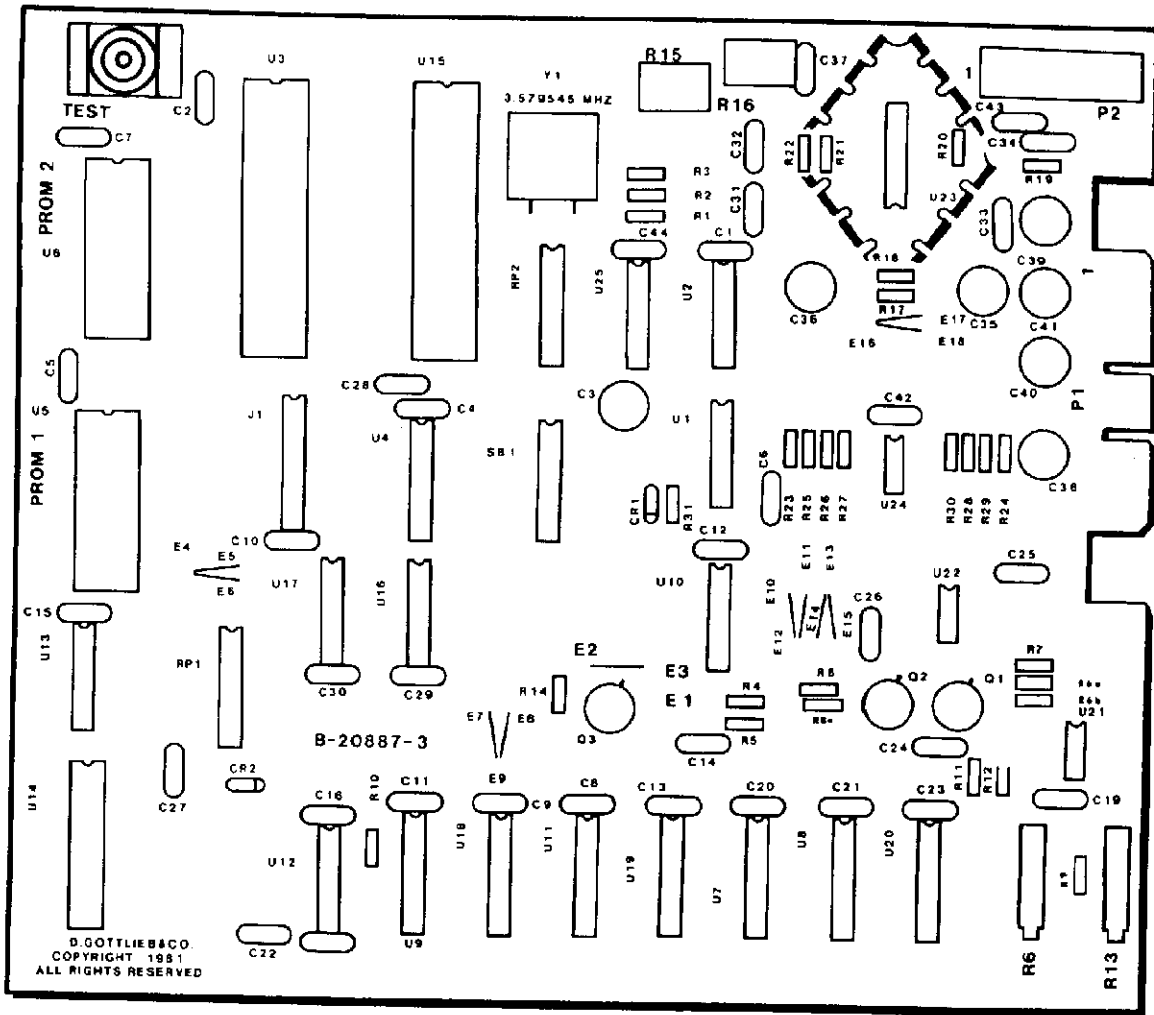 TEST
C2
U3
U15
Y1
3.579545 MHZ
R15
R16
C37
1
P2
C43
C34
C7
PROM 2
U6
R3
R2
R1
C32
C31
R22
R21
R20
R19
U23
C33
C39
1
C44
C1
RP2
U25
U2
C36
R18
R17
E16
E17
E18
C35
C41
C40
P1
C5
U5
PROM 1
J1
C28
C4
U4
SB1
C3
U1
C42
C6
R23
R25
R26
R27
U24
R30
R28
R29
R24
C38
CR1
R31
C12
C10
E4
E5
E6
U17
U16
U10
E11
E13
E10
E12
E14
E15
C26
U22
C25
C15
U13
RP1
C30
C29
E2
E3
E1
R14
Q3
E7
E8
R4
R5
C14
R8
R8a
Q2
Q1
R7
R6a
R6b
U21
B-20887-3
C24
R11
R12
C19
U14
C27
CR2
C16
R10
C11
E9
C9
C8
C13
C20
C21
C23
U12
U18
U11
U19
U7
U8
U20
R9
C22
U9
R6
R13
D.GOTTLIEB&CO.
COPYRIGHT 1981
ALL RIGHTS RESERVED